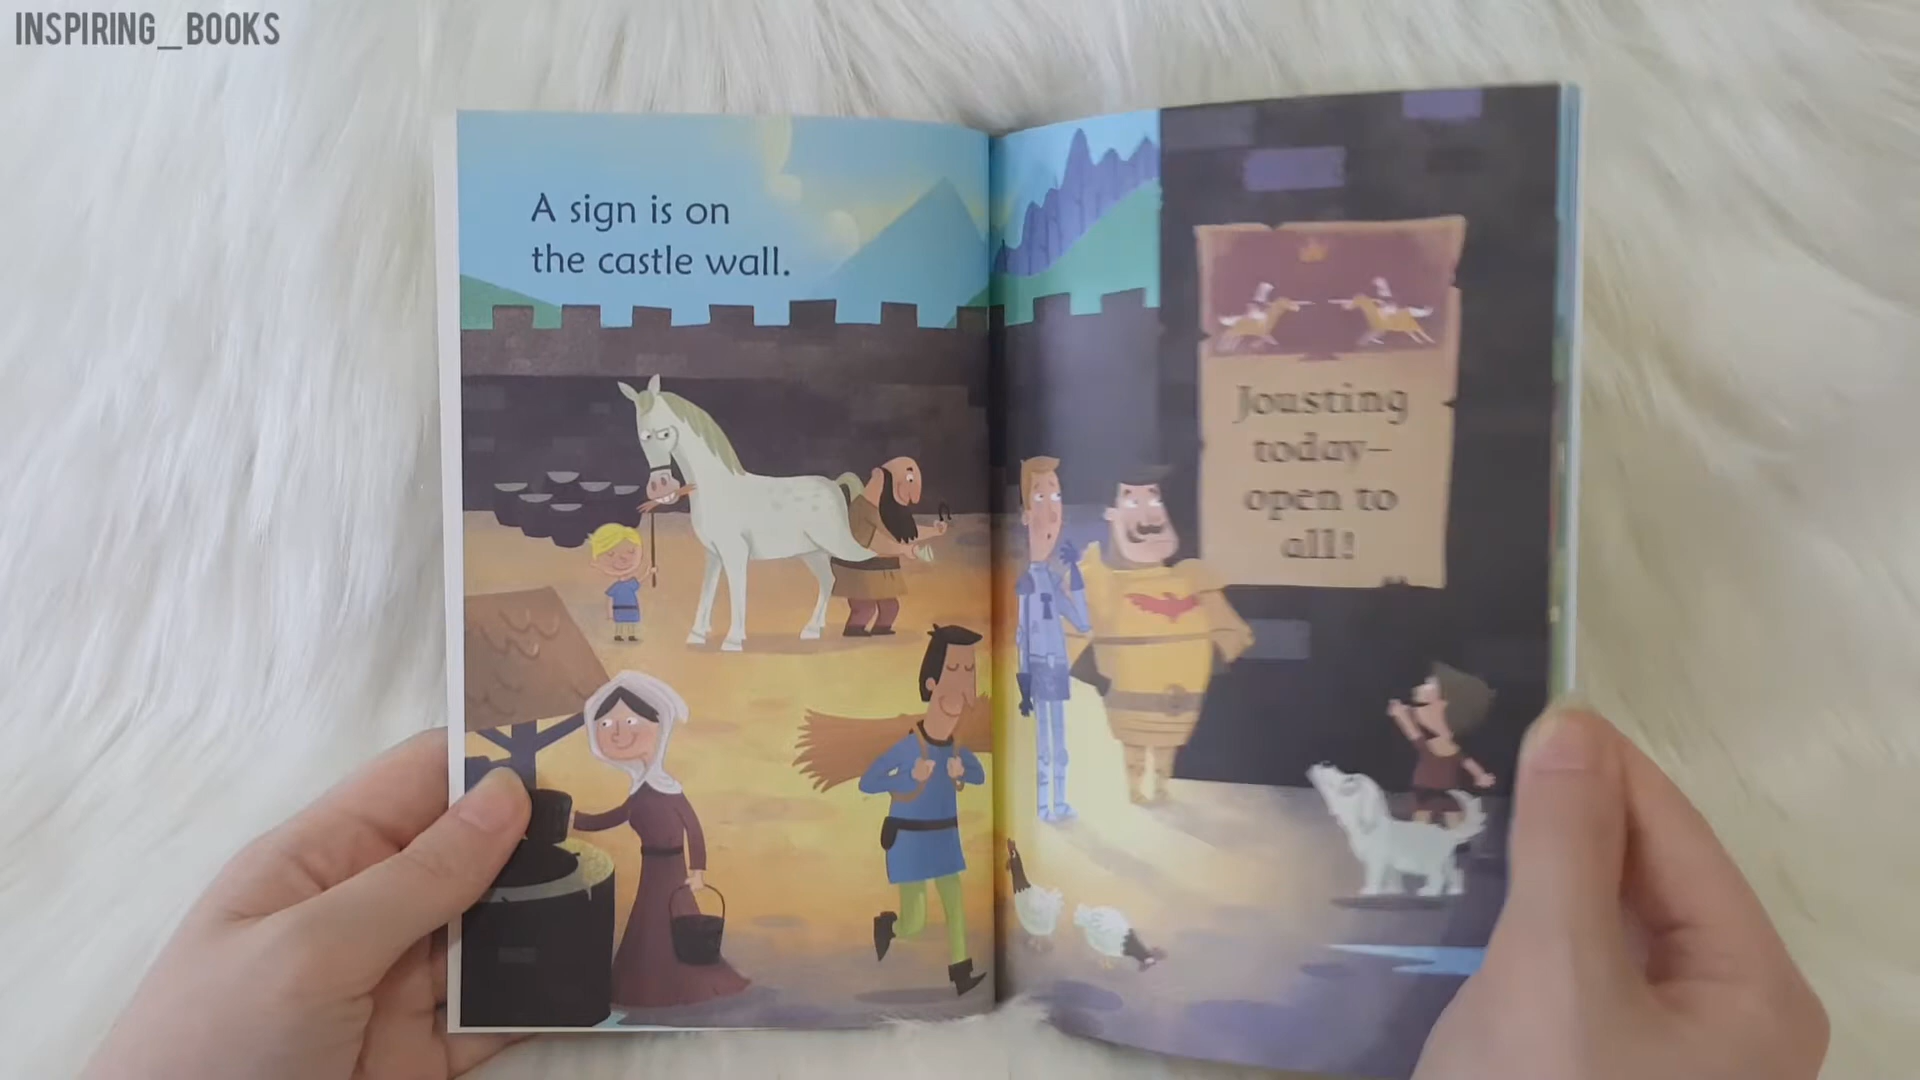 INSPIRING_BOOKS
A sign is on
the castle wall.
Jousting
today–
open to
all!